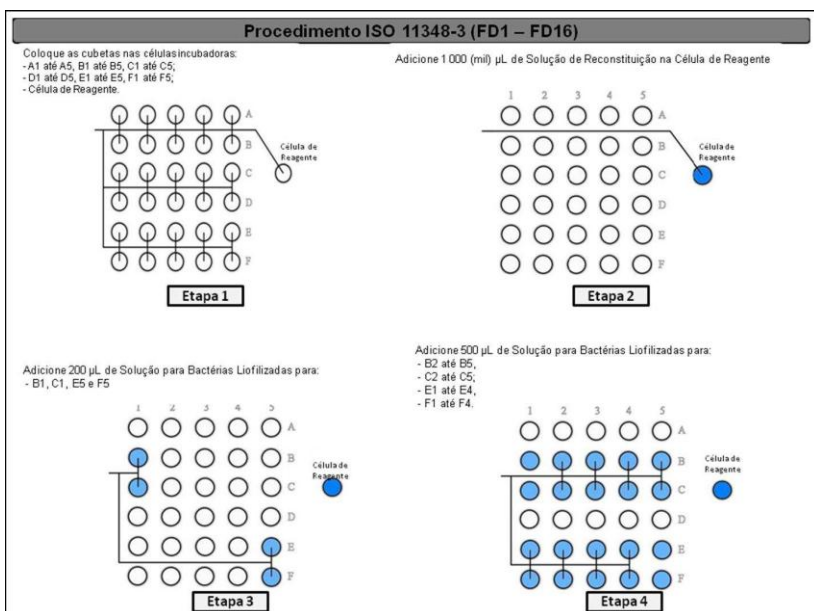 Procedimento ISO 11348-3 (FD1 – FD16)
Coloque as cubetas nas células incubadoras:
- A1 até A5, B1 até B5, C1 até C5;
- D1 até D5, E1 até E5, F1 até F5;
- Célula de Reagente.
A
B
C
D
E
F
Célula de
Reagente
Etapa 1
Adicione 1 000 (mil) µL de Solução de Reconstituição na Célula de Reagente
1 2 3 4 5
A
B
C
D
E
F
Célula de
Reagente
Etapa 2
Adicione 200 µL de Solução para Bactérias Liofilizadas para:
- B1, C1, E5 e F5
1 2 3 4 5
A
B
C
D
E
F
Célula de
Reagente
Etapa 3
Adicione 500 µL de Solução para Bactérias Liofilizadas para:
- B2 até B5,
- C2 até C5;
- E1 até E4,
- F1 até F4.
1 2 3 4 5
A
B
C
D
E
F
Célula de
Reagente
Etapa 4